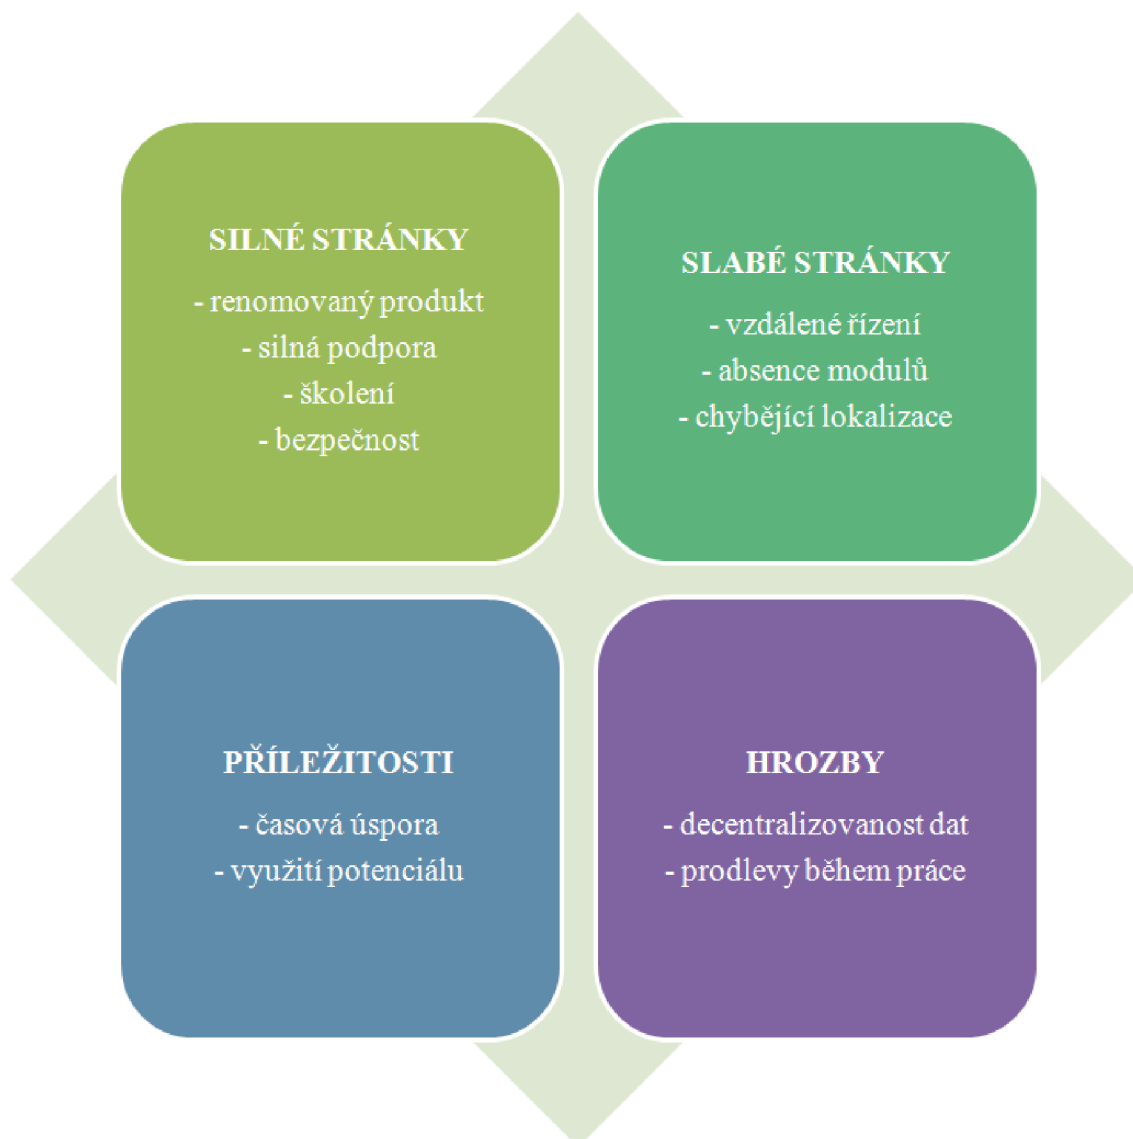 SILNÉ STRÁNKY
- renomovaný produkt
- silná podpora
- školení
- bezpečnost
SLABÉ STRÁNKY
- vzdálené řízení
- absence modulů
- chybějící lokalizace
PŘÍLEŽITOSTI
- časová úspora
- využití potenciálu
HROZBY
- decentralizovanost dat
- prodlevy během práce